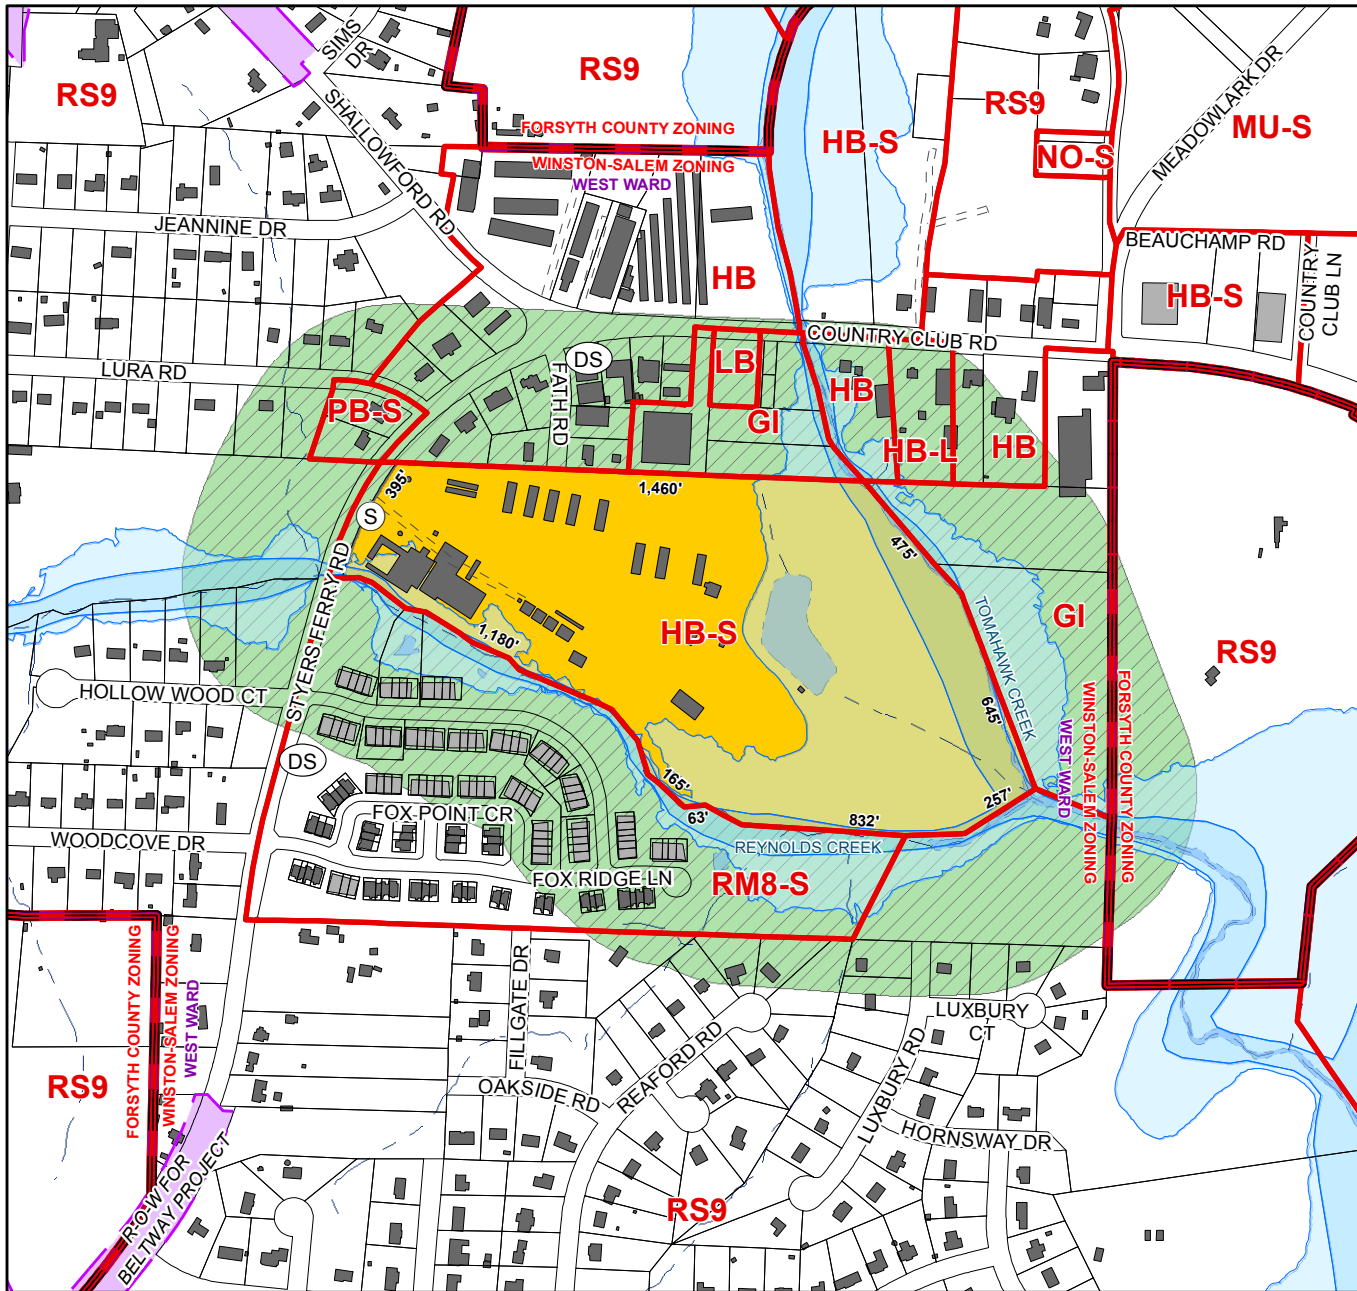 SIMS
DR
RS9
RS9
RS9
MEADOWLARK DR
MU-S
SHALLOWFORD RD
FORSYTH COUNTY ZONING
HB-S
NO-S
WINSTON-SALEM ZONING
WEST WARD
JEANNINE DR
BEAUCHAMP RD
COUNTRY
CLUB LN
HB
HB-S
COUNTRY CLUB RD
LURA RD
FATH RD
DS
LB
HB
PB-S
GI
HB-L
HB
395'
1,460'
S
475'
STYERS FERRY RD
TOMAHAWK CREEK
GI
1,180'
HB-S
RS9
HOLLOW WOOD CT
645'
WEST WARD
WINSTON-SALEM ZONING
FORSYTH COUNTY ZONING
DS
165'
257'
FOX POINT CR
63'
832'
WOODCOVE DR
REYNOLDS CREEK
FOX RIDGE LN
RM8-S
FORSYTH COUNTY ZONING
WINSTON-SALEM ZONING
WEST WARD
FILLGATE DR
LUXBURY
CT
REAFORD RD
LUXBURY RD
RS9
OAKSIDE RD
HORNSWAY DR
R-O-W FOR
BELTWAY PROJECT
RS9